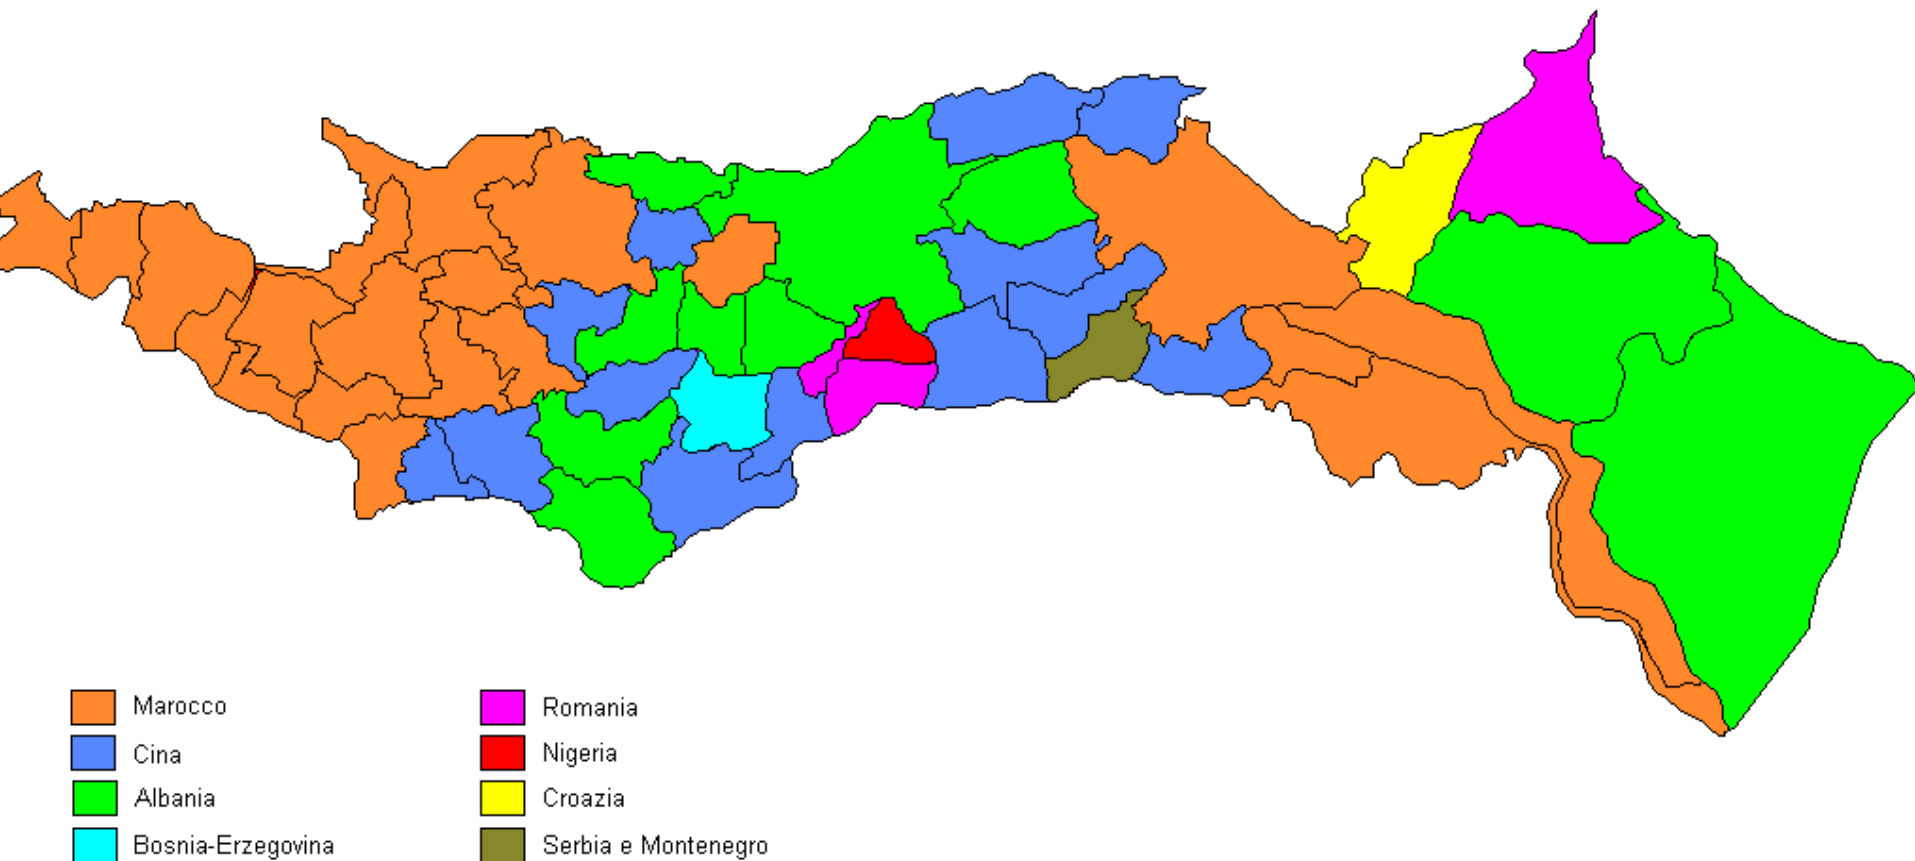 Marocco
Cina
Albania
Bosnia-Erzegovina
Romania
Nigeria
Croazia
Serbia e Montenegro